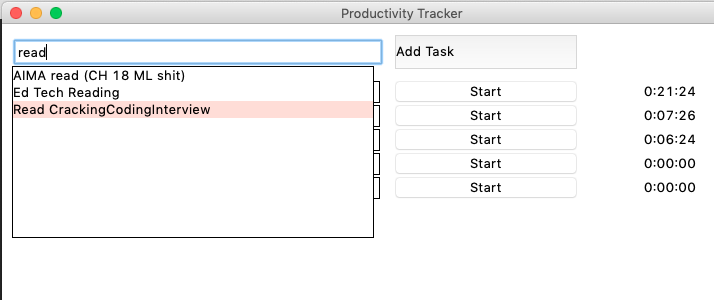 Productivity Tracker
read
Add Task
AIMA read (CH 18 ML shit)
Ed Tech Reading
Read CrackingCodingInterview
Start 0:21:24
Start 0:07:26
Start 0:06:24
Start 0:00:00
Start 0:00:00